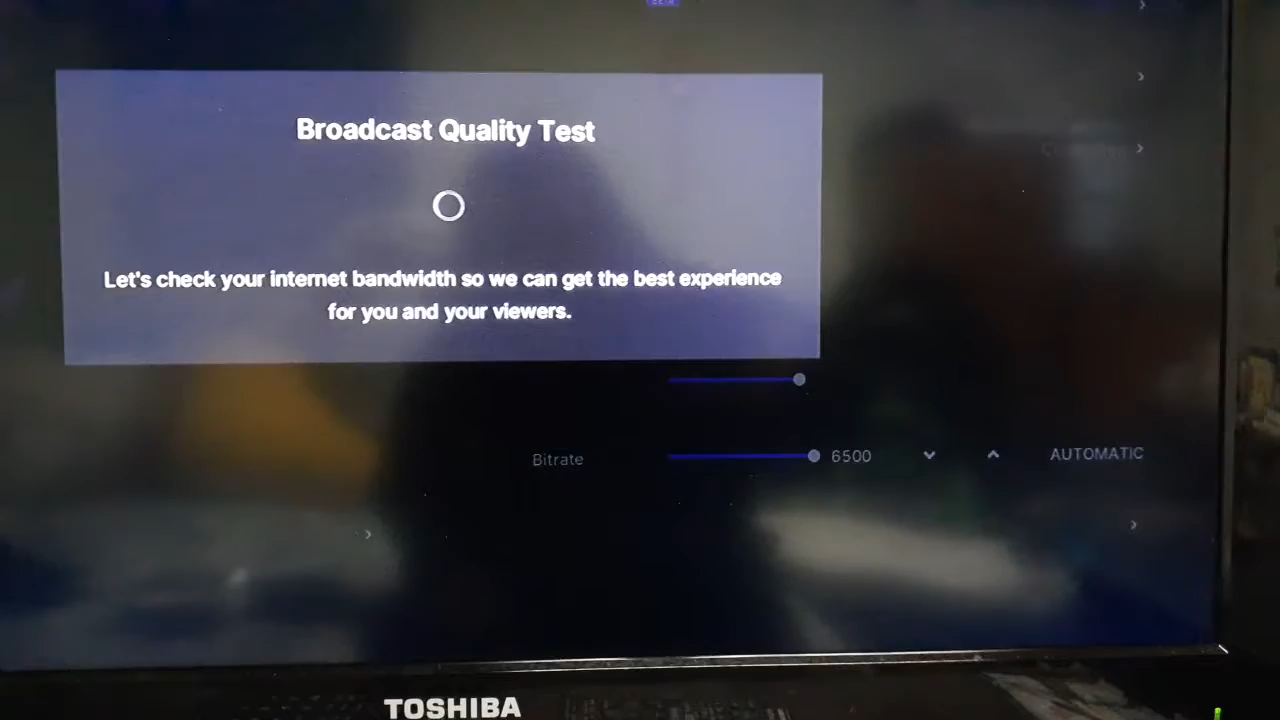 BETA
Broadcast Quality Test
Let's check your internet bandwidth so we can get the best experience
for you and your viewers.
Bitrate
6500
AUTOMATIC
TOSHIBA